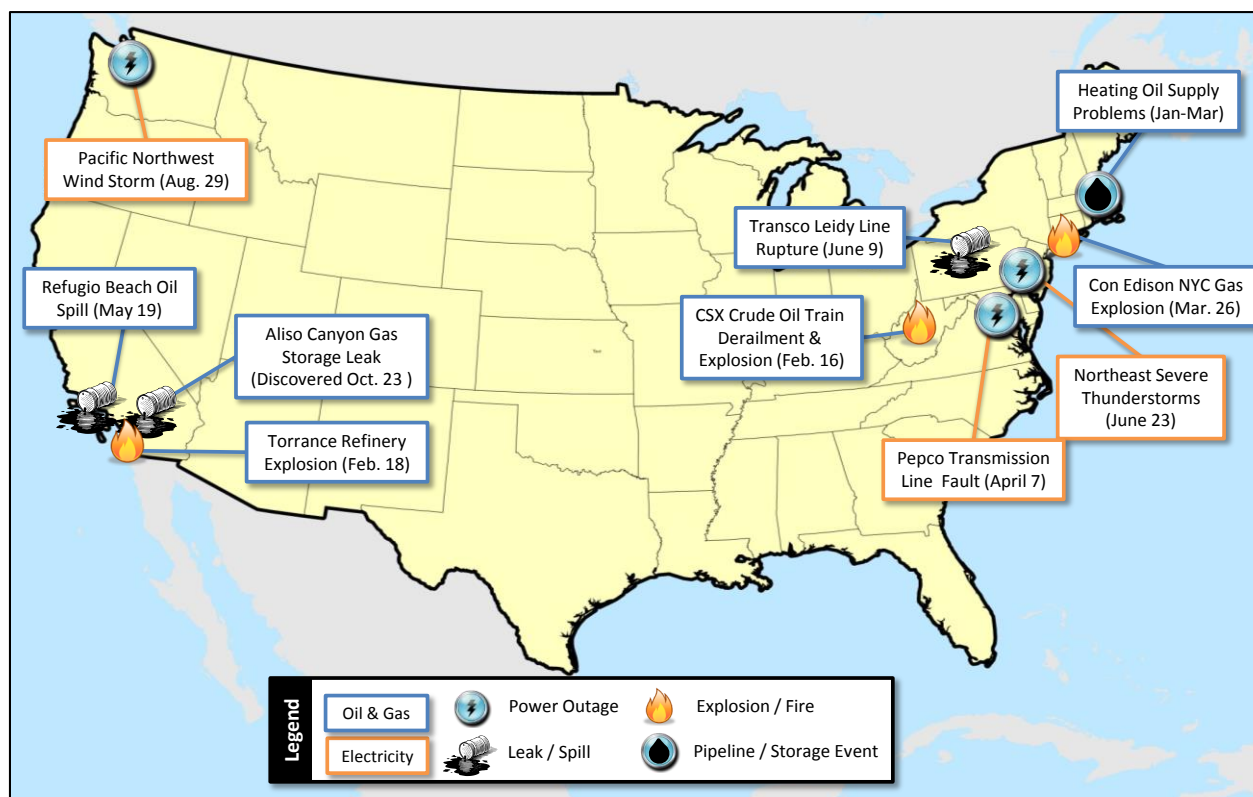 Heating Oil Supply
Problems (Jan-Mar)
Pacific Northwest
Wind Storm (Aug. 29)
Transco Leidy Line
Rupture (June 9)
Refugio Beach Oil
Spill (May 19)
Con Edison NYC Gas
Explosion (Mar. 26)
CSX Crude Oil Train
Derailment &
Explosion (Feb. 16)
Aliso Canyon Gas
Storage Leak
(Discovered Oct. 23 )
Northeast Severe
Thunderstorms
(June 23)
Torrance Refinery
Explosion (Feb. 18)
Pepco Transmission
Line Fault (April 7)
Legend
Oil & Gas
Power Outage
Explosion / Fire
Electricity
Leak / Spill
Pipeline / Storage Event